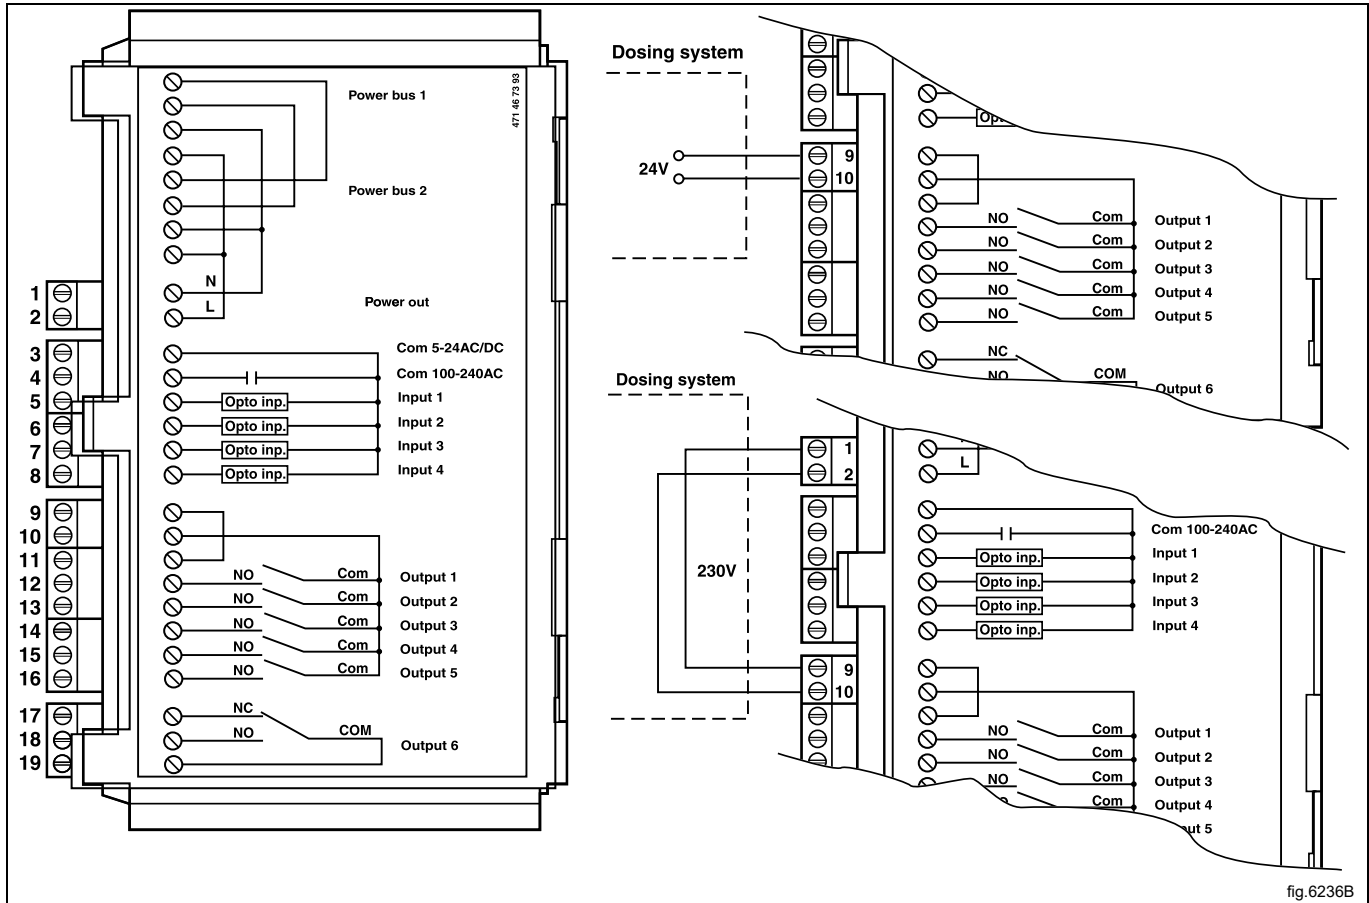 471 46 73 93
Power bus 1
Power bus 2
N
L
Power out
1
2
3
4
5
6
7
8
Com 5-24AC/DC
Com 100-240AC
Opto inp. Input 1
Opto inp. Input 2
Opto inp. Input 3
Opto inp. Input 4
9
10
11
12
13
14
15
16
NO Com Output 1
NO Com Output 2
NO Com Output 3
NO Com Output 4
NO Com Output 5
17
18
19
NC
NO
COM
Output 6
Dosing system
24V
9
10
NO Com Output 1
NO Com Output 2
NO Com Output 3
NO Com Output 4
NO Com Output 5
NC
NO
COM
Output 6
Dosing system
230V
1
2
L
Com 100-240AC
Opto inp. Input 1
Opto inp. Input 2
Opto inp. Input 3
Opto inp. Input 4
9
10
NO Com Output 1
NO Com Output 2
NO Com Output 3
Com Output 4
fig.6236B